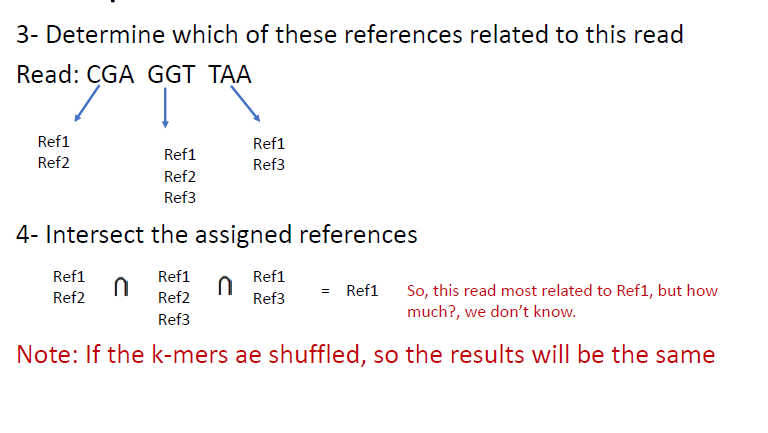 3- Determine which of these references related to this read
Read: CGA GGT TAA
Ref1
Ref2
Ref1
Ref2
Ref3
Ref1
Ref3
4- Intersect the assigned references
Ref1
Ref2
∩
Ref1
Ref2
Ref3
∩
Ref1
Ref3
= Ref1
So, this read most related to Ref1, but how
much?, we don’t know.
Note: If the k-mers ae shuffled, so the results will be the same